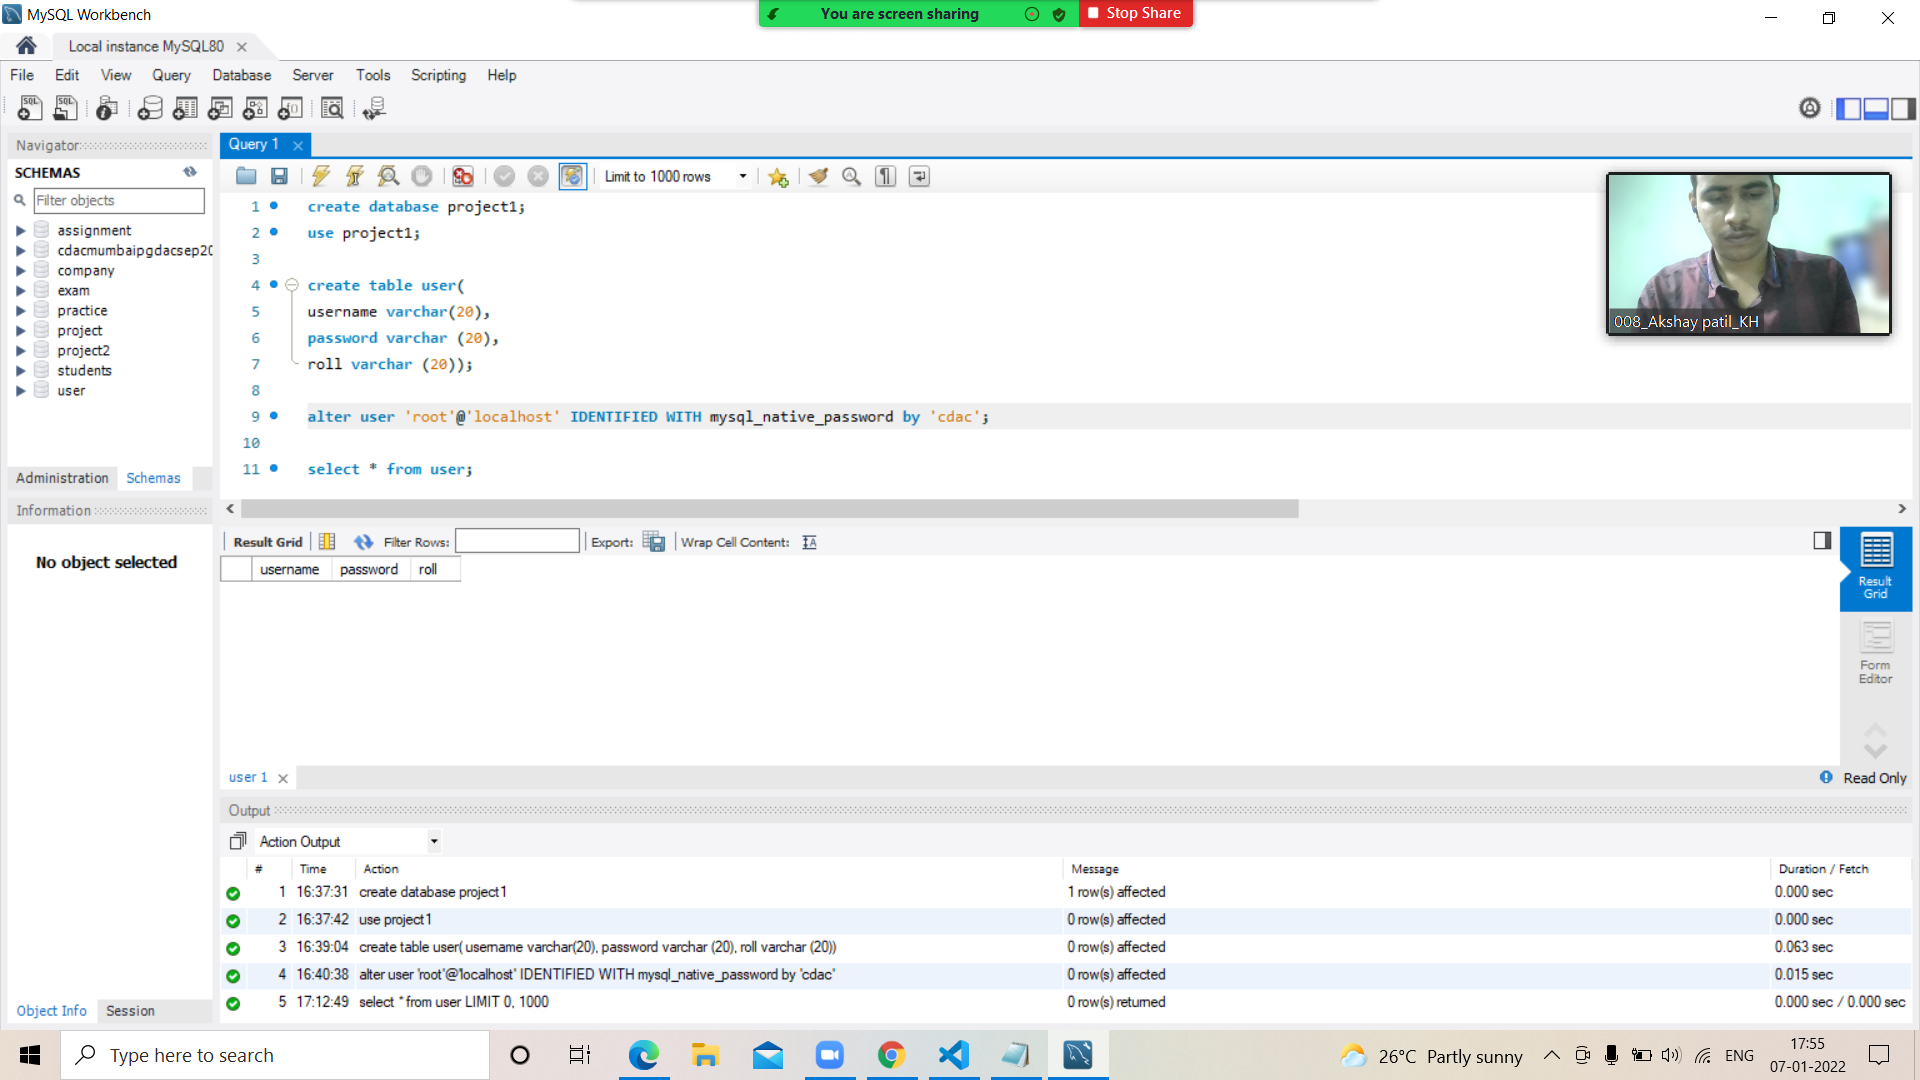 MySQL Workbench
You are screen sharing
Stop Share
Local instance MySQL80
File Edit View Query Database Server Tools Scripting Help
Navigator
SCHEMAS
Filter objects
assignment
cdacmumbaipgdacsep20
company
exam
practice
project
project2
students
user
Administration Schemas
Information
No object selected
Object Info Session
Query 1
Limit to 1000 rows
1 create database project1;
2 use project1;
3
4 create table user(
5 username varchar(20),
6 password varchar (20),
7 roll varchar (20));
8
9 alter user 'root'@'localhost' IDENTIFIED WITH mysql_native_password by 'cdac';
10
11 select * from user;
008_Akshay patil_KH
Result Grid Filter Rows: Export: Wrap Cell Content:
username password roll
Result Grid
Form Editor
user 1
Read Only
Output
Action Output
# Time Action Message Duration / Fetch
1 16:37:31 create database project1 1 row(s) affected 0.000 sec
2 16:37:42 use project1 0 row(s) affected 0.000 sec
3 16:39:04 create table user( username varchar(20), password varchar (20), roll varchar (20)) 0 row(s) affected 0.063 sec
4 16:40:38 alter user 'root'@'localhost' IDENTIFIED WITH mysql_native_password by 'cdac' 0 row(s) affected 0.015 sec
5 17:12:49 select * from user LIMIT 0, 1000 0 row(s) returned 0.000 sec / 0.000 sec
Type here to search
26°C Partly sunny
ENG
17:55
07-01-2022